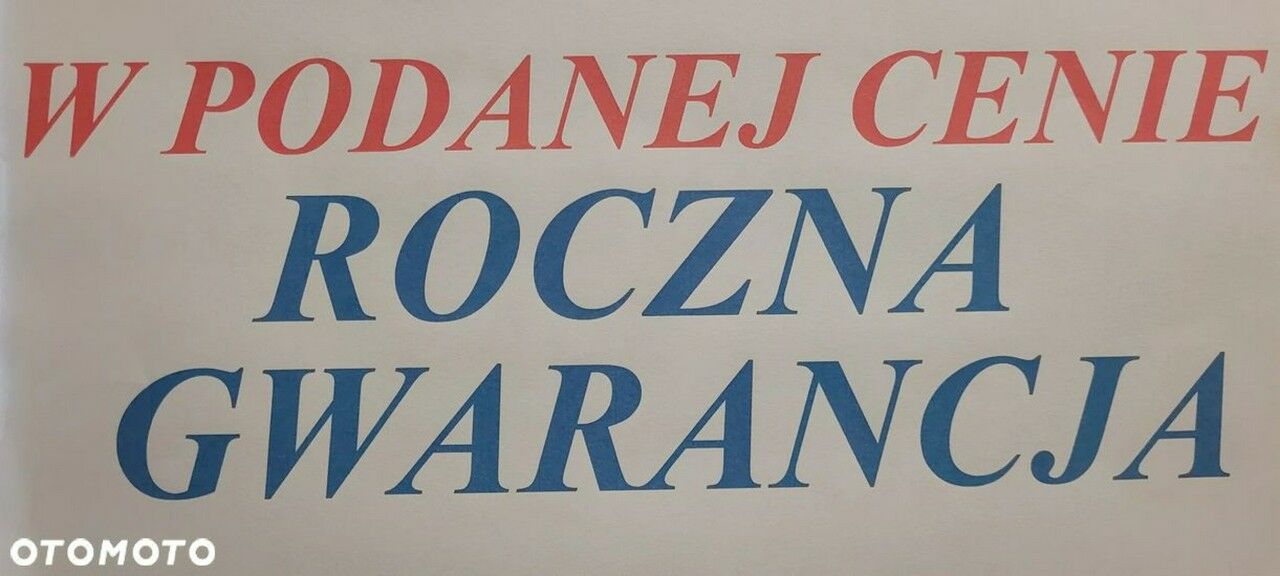 W PODANEJ CENIE
ROCZNA
GWARANCJA
OTOMOTO